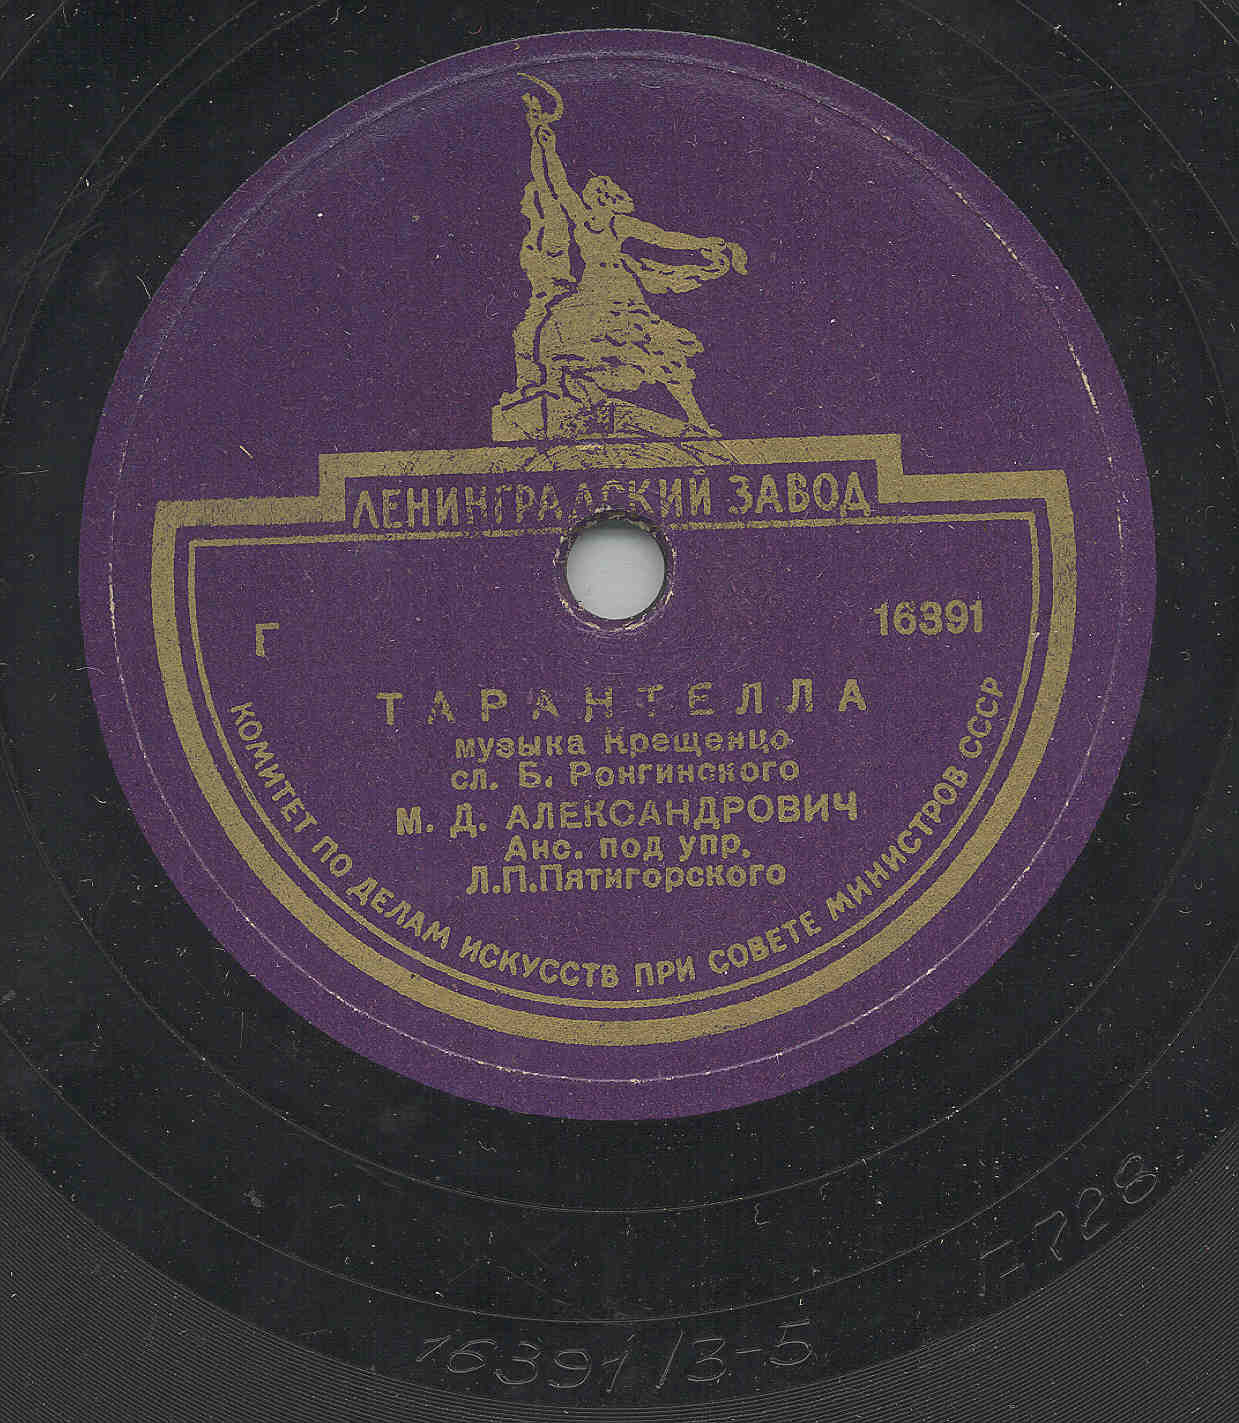 ЛЕНИНГРАДСКИЙ ЗАВОД
Г
16391
ТАРАНТЕЛЛА
музыка Крещенцо
сл. Б. Ронгинского
М. Д. АЛЕКСАНДРОВИЧ
Анс. под упр.
Л.П.Пятигорского
КОМИТЕТ ПО ДЕЛАМ ИСКУССТВ ПРИ СОВЕТЕ МИНИСТРОВ СССР
Г-728
16391/3-5